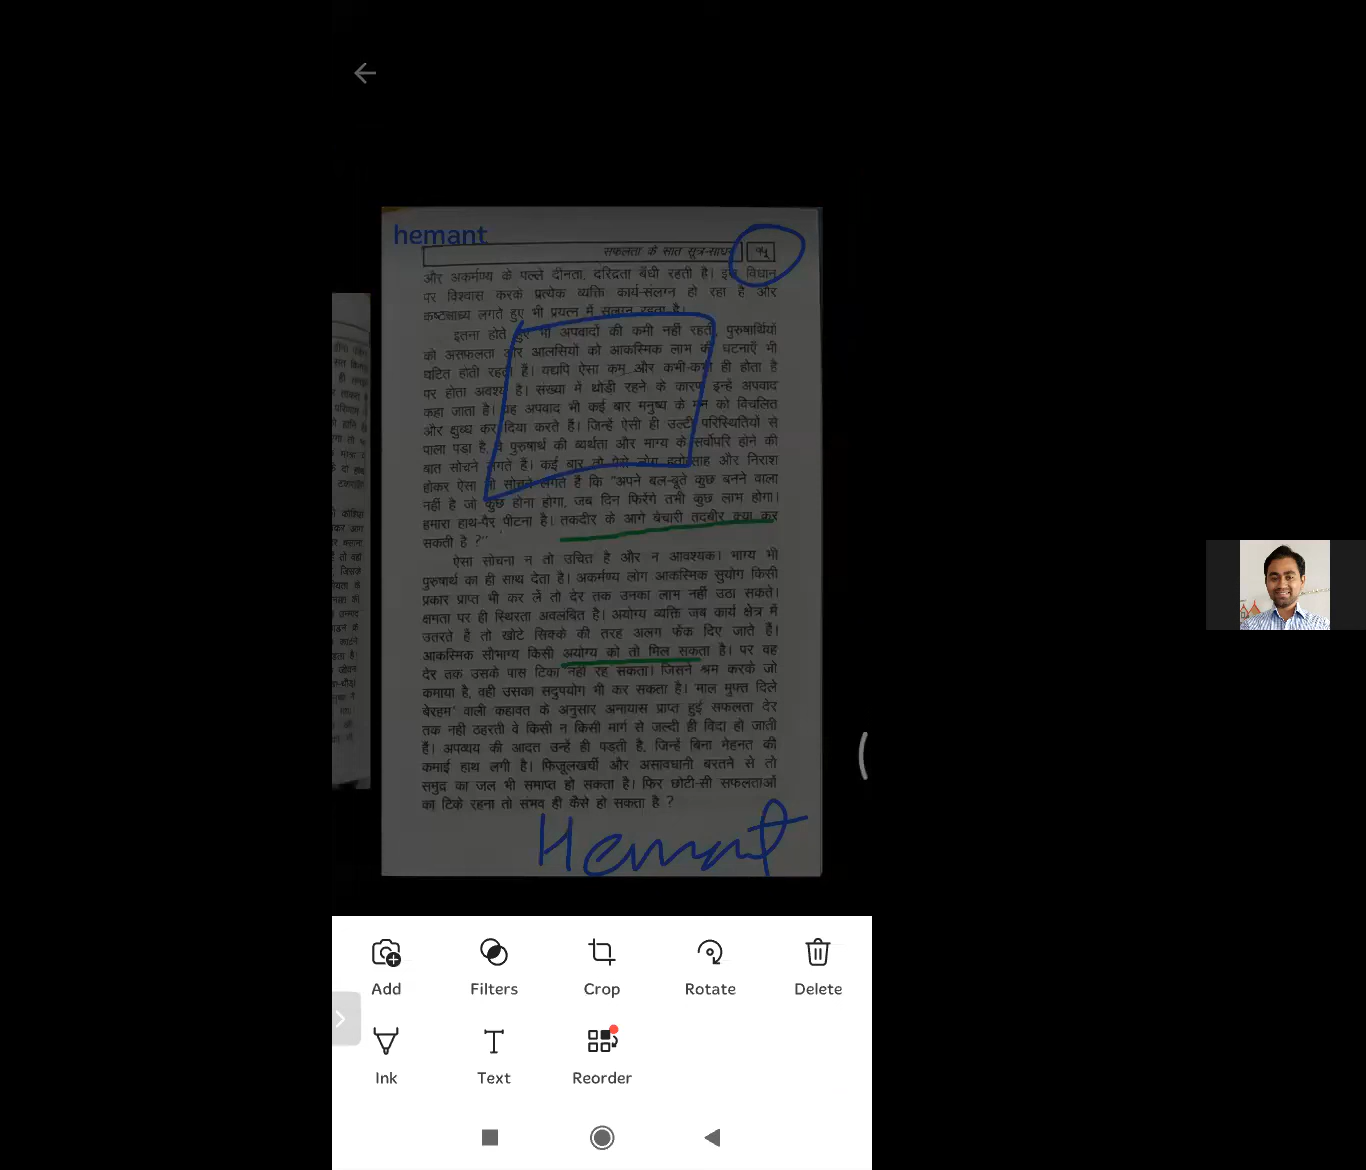 hemant
सफलता के सात सूत्र-साधन १५
और अकर्मण्य के पल्ले दीनता, दरिद्रता बँधी रहती है। इस विधान
पर विश्वास करके प्रत्येक व्यक्ति कार्य-संलग्न हो रहा है और
कष्टसाध्य लगते हुए भी प्रयत्न में संलग्न रहता है।
इतना होते हुए भी अपवादों की कमी नहीं रहती, पुरुषार्थियों
को असफलता और आलसियों को आकस्मिक लाभ की घटनाएँ भी
घटित होती रहती हैं। यद्यपि ऐसा कम और कभी-कभी ही होता है
पर होता अवश्य है। संख्या में थोड़ी रहने के कारण इन्हें अपवाद
कहा जाता है। यह अपवाद भी कई बार मनुष्य के मन को विचलित
और क्षुब्ध कर दिया करते हैं। जिन्हें ऐसी ही उल्टी परिस्थितियों से
पाला पड़ा है, वे पुरुषार्थ की व्यर्थता और भाग्य के सर्वोपरि होने की
बात सोचने लगते हैं। कई बार तो ऐसे लोग हतोत्साह और निराश
होकर ऐसा भी सोचने लगते हैं कि "अपने बल-बूते कुछ बनने वाला
नहीं है जो कुछ होना होगा, जब दिन फिरेंगे तभी कुछ लाभ होगा।
हमारा हाथ-पैर पीटना है। तकदीर के आगे बेचारी तदबीर क्या कर
सकती है ?"
ऐसा सोचना न तो उचित है और न आवश्यक। भाग्य भी
पुरुषार्थ का ही साथ देता है। अकर्मण्य लोग आकस्मिक सुयोग किसी
प्रकार प्राप्त भी कर लें तो देर तक उनका लाभ नहीं उठा सकते।
क्षमता पर ही स्थिरता अवलंबित है। अयोग्य व्यक्ति जब कार्य क्षेत्र में
उतरते है तो खोटे सिक्के की तरह अलग फेंक दिए जाते हैं।
आकस्मिक सौभाग्य किसी अयोग्य को तो मिल सकता है। पर वह
देर तक उसके पास टिका नहीं रह सकता। जिसने श्रम करके जो
कमाया है, वही उसका सदुपयोग भी कर सकता है। 'माल मुफ्त दिले
बेरहम' वाली कहावत के अनुसार अनायास प्राप्त हुई सफलता देर
तक नहीं ठहरती वे किसी न किसी मार्ग से जल्दी ही विदा हो जाती
हैं। अपव्यय की आदत उन्हें ही पड़ती है, जिन्हें बिना मेहनत की
कमाई हाथ लगी है। फिजूलखर्ची और असावधानी बरतने से तो
समुद्र का जल भी समाप्त हो सकता है। फिर छोटी-सी सफलताओं
का टिके रहना तो संभव ही कैसे हो सकता है ?
Hemant
Add Filters Crop Rotate Delete
Ink Text Reorder